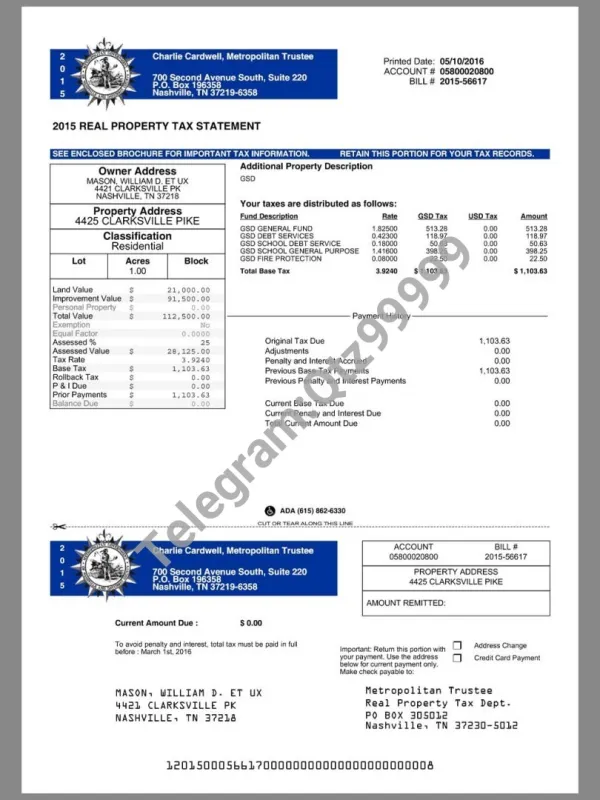 2015
Charlie Cardwell, Metropolitan Trustee
700 Second Avenue South, Suite 220
P.O. Box 196358
Nashville, TN 37219-6358
Printed Date: 05/10/2016
ACCOUNT # 05800020800
BILL # 2015-56617
2015 REAL PROPERTY TAX STATEMENT
SEE ENCLOSED BROCHURE FOR IMPORTANT TAX INFORMATION. RETAIN THIS PORTION FOR YOUR TAX RECORDS.
Owner Address
MASON, WILLIAM D. ET UX
4421 CLARKSVILLE PK
NASHVILLE, TN 37218
Property Address
4425 CLARKSVILLE PIKE
Classification
Residential
Lot Acres Block
1.00
Land Value $ 21,000.00
Improvement Value $ 91,500.00
Personal Property $ 0.00
Total Value $ 112,500.00
Exemption No
Equal Factor 0.0000
Assessed % 25
Assessed Value $ 28,125.00
Tax Rate 3.9240
Base Tax $ 1,103.63
Rollback Tax $ 0.00
P & I Due $ 0.00
Prior Payments $ 1,103.63
Balance Due $ 0.00
Additional Property Description
GSD
Your taxes are distributed as follows:
Fund Description Rate GSD Tax USD Tax Amount
GSD GENERAL FUND 1.82500 513.28 0.00 513.28
GSD DEBT SERVICES 0.42300 118.97 0.00 118.97
GSD SCHOOL DEBT SERVICE 0.18000 50.63 0.00 50.63
GSD SCHOOL GENERAL PURPOSE 1.41600 398.25 0.00 398.25
GSD FIRE PROTECTION 0.08000 22.50 0.00 22.50
Total Base Tax 3.9240 $ 1,103.63 $ 1,103.63
Payment History
Original Tax Due 1,103.63
Adjustments 0.00
Penalty and Interest Accrued 0.00
Previous Base Tax Payments 1,103.63
Previous Penalty and Interest Payments 0.00
Current Base Tax Due 0.00
Current Penalty and Interest Due 0.00
Total Current Amount Due 0.00
Telegram:Qtz99999
ADA (615) 862-6330
CUT OR TEAR ALONG THIS LINE
2015
Charlie Cardwell, Metropolitan Trustee
700 Second Avenue South, Suite 220
P.O. Box 196358
Nashville, TN 37219-6358
ACCOUNT BILL #
05800020800 2015-56617
PROPERTY ADDRESS
4425 CLARKSVILLE PIKE
AMOUNT REMITTED:
Current Amount Due : $ 0.00
To avoid penalty and interest, total tax must be paid in full
before : March 1st, 2016
Important: Return this portion with
your payment. Use the address
below for current payment only.
Make check payable to:
Address Change
Credit Card Payment
MASON, WILLIAM D. ET UX
4421 CLARKSVILLE PK
NASHVILLE, TN 37218
Metropolitan Trustee
Real Property Tax Dept.
PO BOX 305012
Nashville, TN 37230-5012